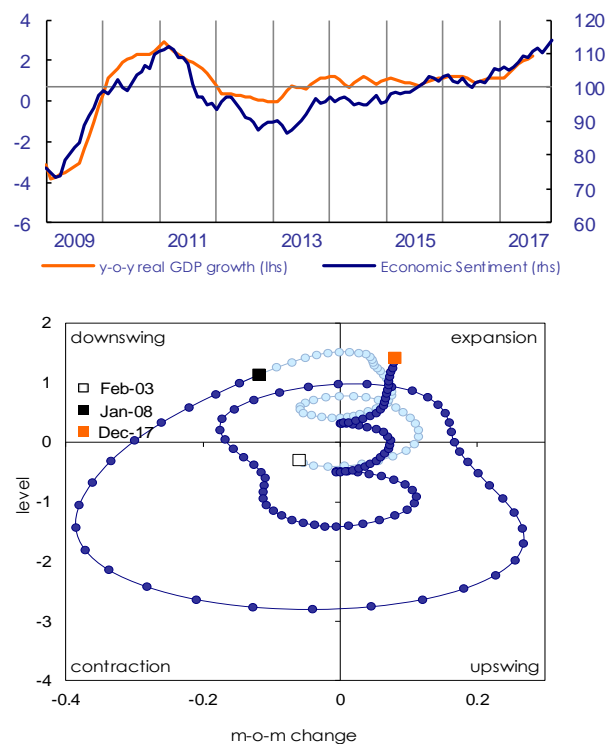 4 120
2 110
0 100
-2 90
-4 80
-6 70
60
2009 2011 2013 2015 2017
y-o-y real GDP growth (lhs) Economic Sentiment (rhs)
2
downswing expansion
1
Feb-03
Jan-08
Dec-17
0
level
-1
-2
-3
contraction upswing
-4
-0.4 -0.2 0 0.2
m-o-m change